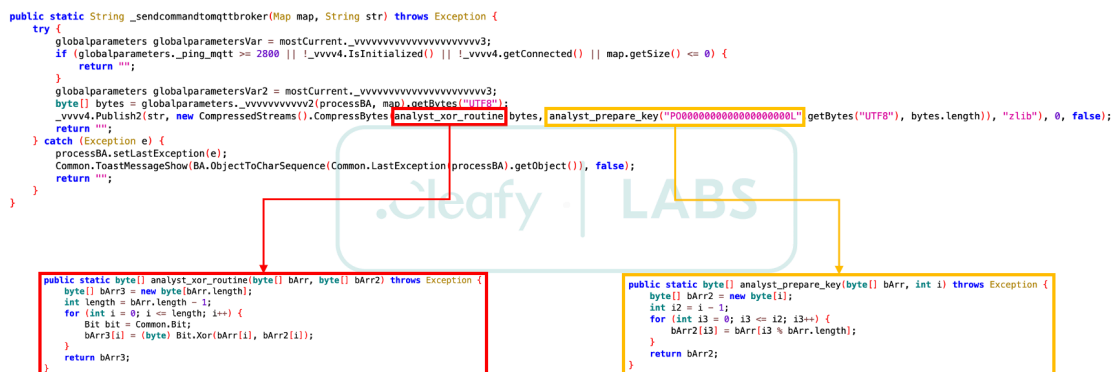 public static String _sendcommandtomqttbroker(Map map, String str) throws Exception {
try {
globalparameters globalparametersVar = mostCurrent._vvvvvvvvvvvvvvvvvvvvvv3;
if (globalparameters._ping_mqtt >= 2800 || !_vvvv4.IsInitialized() || !_vvvv4.getConnected() || map.getSize() <= 0) {
return "";
}
globalparameters globalparametersVar2 = mostCurrent._vvvvvvvvvvvvvvvvvvvvvv3;
byte[] bytes = globalparameters._vvvvvvvvvvv2(processBA, map).getBytes("UTF8");
_vvvv4.Publish2(str, new CompressedStreams().CompressBytes(analyst_xor_routine bytes, analyst_prepare_key("PO0000000000000000000L" getBytes("UTF8"), bytes.length)), "zlib"), 0, false);
return "";
} catch (Exception e) {
processBA.setLastException(e);
Common.ToastMessageShow(BA.ObjectToCharSequence(Common.LastException(processBA).getObject()), false);
return "";
}
}
.Cleafy LABS
public static byte[] analyst_xor_routine(byte[] bArr, byte[] bArr2) throws Exception {
byte[] bArr3 = new byte[bArr.length];
int length = bArr.length - 1;
for (int i = 0; i <= length; i++) {
Bit bit = Common.Bit;
bArr3[i] = (byte) Bit.Xor(bArr[i], bArr2[i]);
}
return bArr3;
}
public static byte[] analyst_prepare_key(byte[] bArr, int i) throws Exception {
byte[] bArr2 = new byte[i];
int i2 = i - 1;
for (int i3 = 0; i3 <= i2; i3++) {
bArr2[i3] = bArr[i3 % bArr.length];
}
return bArr2;
}